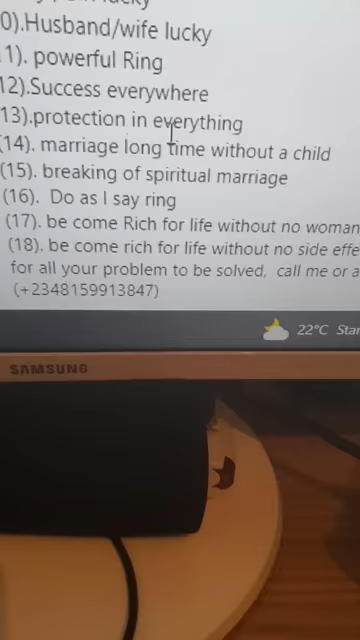 0).Husband/wife lucky
1). powerful Ring
12).Success everywhere
13).protection in everything
(14). marriage long time without a child
(15). breaking of spiritual marriage
(16).  Do as I say ring
(17). be come Rich for life without no woman
(18). be come rich for life without no side effe
for all your problem to be solved,  call me or a
(+2348159913847)
22°C Star
SAMSUNG